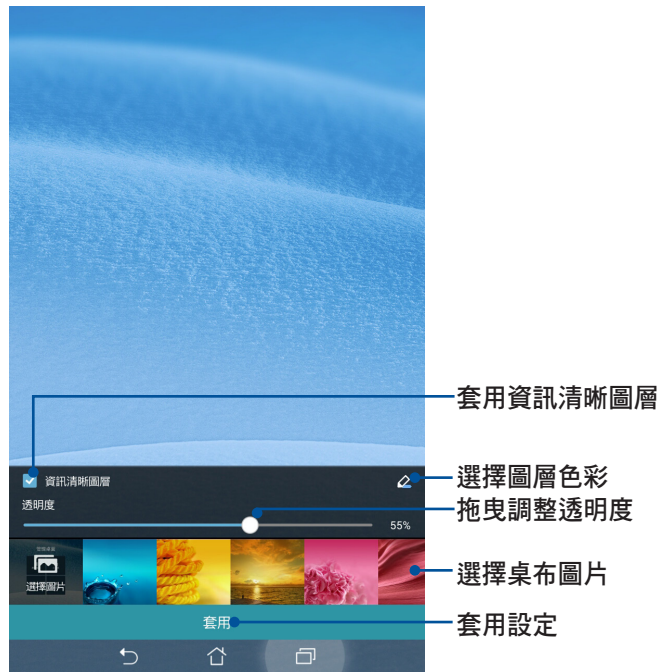 套用資訊清晰圖層
資訊清晰圖層
選擇圖層色彩
透明度
拖曳調整透明度
55%
選擇圖片
選擇桌布圖片
套用
套用設定